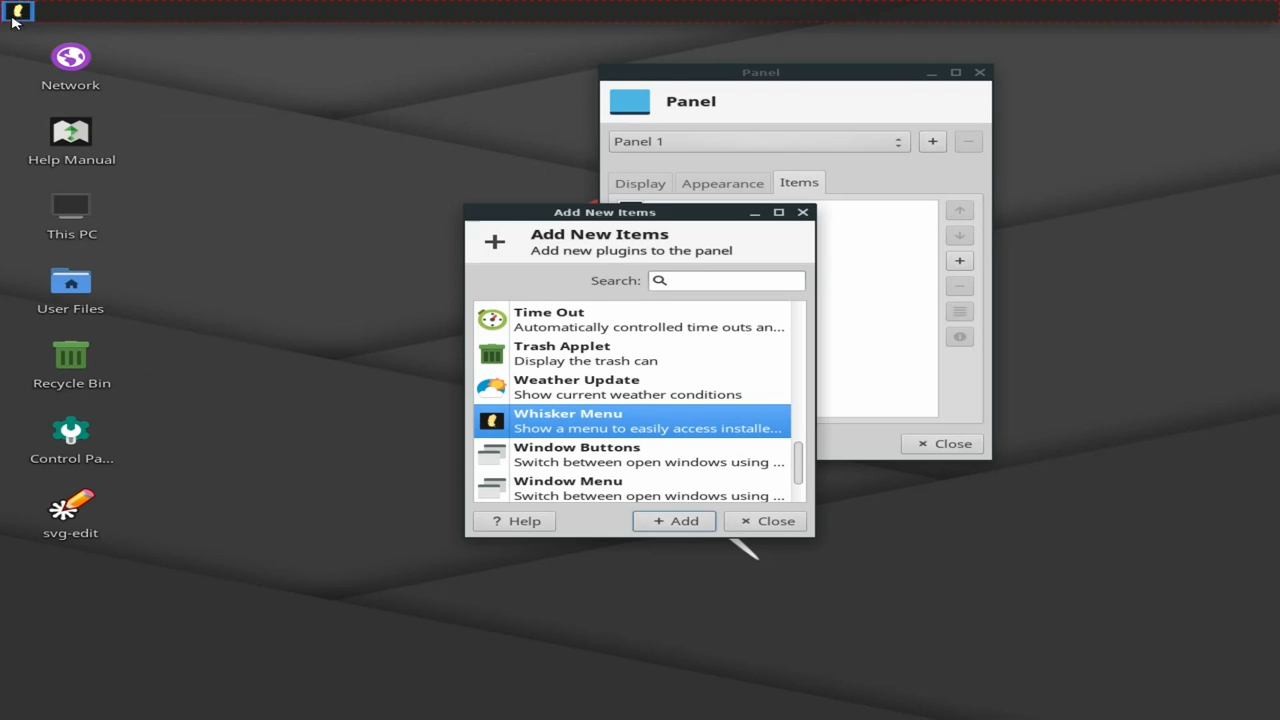 Network
Help Manual
This PC
User Files
Recycle Bin
Control Pa...
svg-edit
Panel
Panel
Panel 1
Display
Appearance
Items
Close
Add New Items
Add New Items
Add new plugins to the panel
Search:
Time Out
Automatically controlled time outs an...
Trash Applet
Display the trash can
Weather Update
Show current weather conditions
Whisker Menu
Show a menu to easily access installe...
Window Buttons
Switch between open windows using ...
Window Menu
Switch between open windows using ...
? Help
+ Add
Close